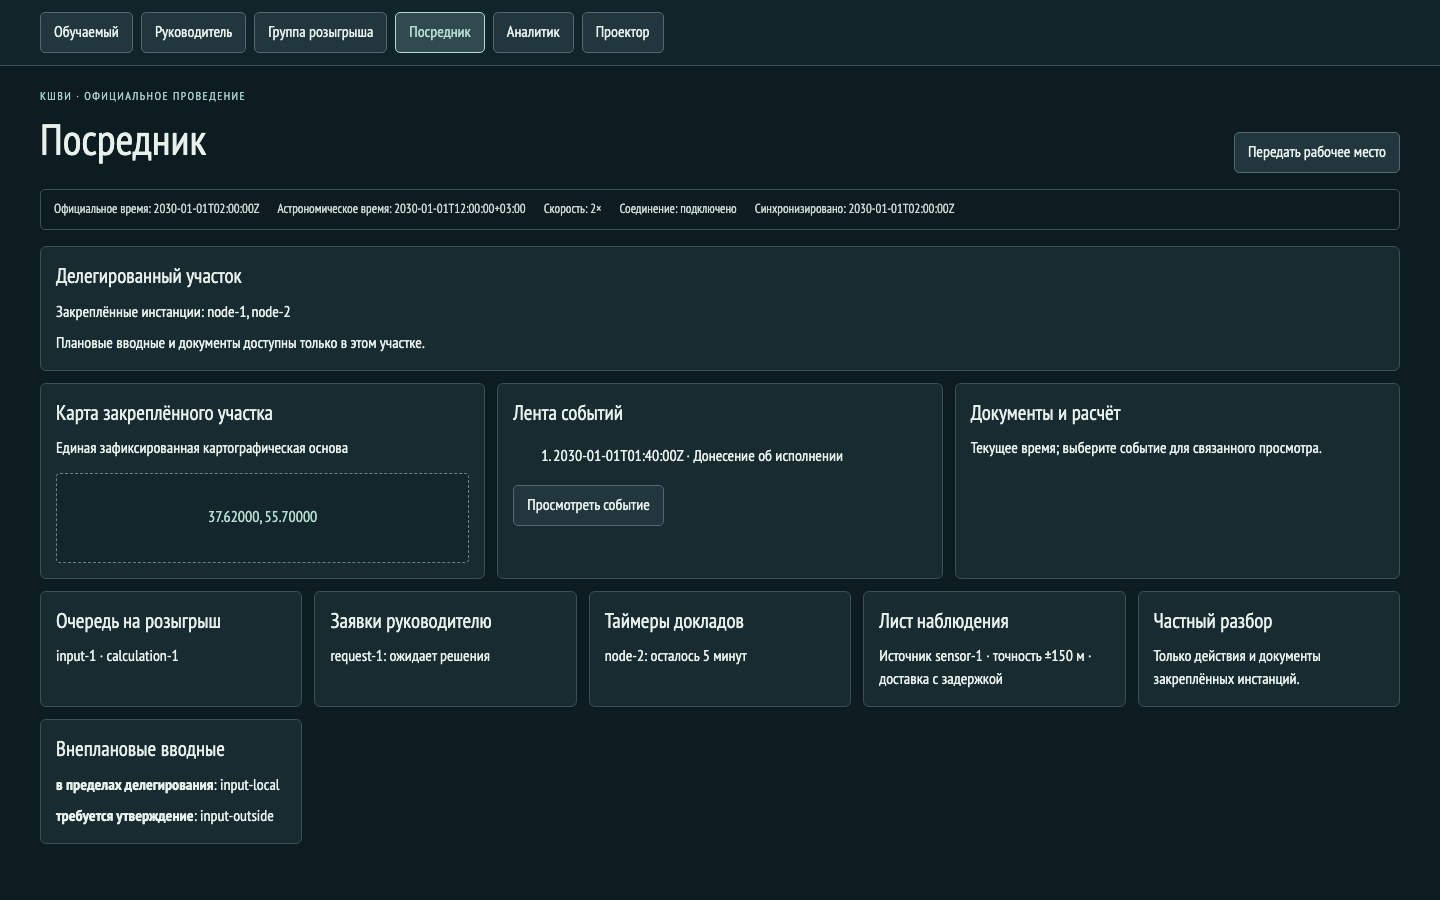 Обучаемый
Руководитель
Группа розыгрыша
Посредник
Аналитик
Проектор
КШВИ · ОФИЦИАЛЬНОЕ ПРОВЕДЕНИЕ
Посредник
Передать рабочее место
Официальное время: 2030-01-01T02:00:00Z
Астрономическое время: 2030-01-01T12:00:00+03:00
Скорость: 2×
Соединение: подключено
Синхронизировано: 2030-01-01T02:00:00Z
Делегированный участок
Закреплённые инстанции: node-1, node-2
Плановые вводные и документы доступны только в этом участке.
Карта закреплённого участка
Единая зафиксированная картографическая основа
37.62000, 55.70000
Лента событий
1. 2030-01-01T01:40:00Z · Донесение об исполнении
Просмотреть событие
Документы и расчёт
Текущее время; выберите событие для связанного просмотра.
Очередь на розыгрыш
input-1 · calculation-1
Заявки руководителю
request-1: ожидает решения
Таймеры докладов
node-2: осталось 5 минут
Лист наблюдения
Источник sensor-1 · точность ±150 м ·
доставка с задержкой
Частный разбор
Только действия и документы
закреплённых инстанций.
Внеплановые вводные
в пределах делегирования: input-local
требуется утверждение: input-outside